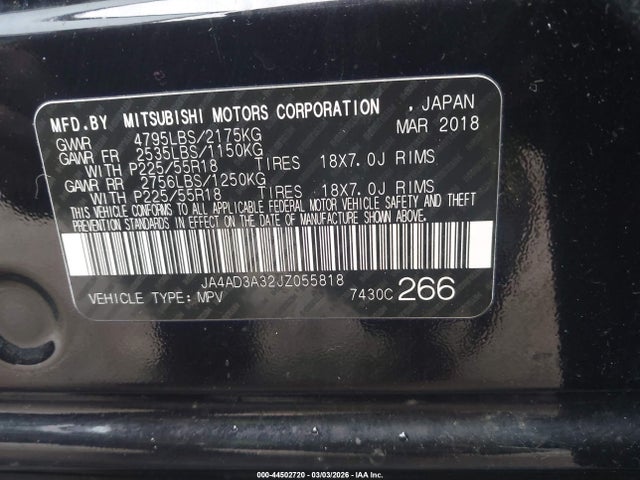 MFD.BY MITSUBISHI MOTORS CORPORATION . JAPAN
GVWR 4795LBS/2175KG MAR 2018
GAWR FR 2535LBS/1150KG
WITH P225/55R18 TIRES 18X7.0J RIMS
GAWR RR 2756LBS/1250KG
WITH P225/55R18 TIRES 18X7.0J RIMS
THIS VEHICLE CONFORMS TO ALL APPLICABLE FEDERAL MOTOR VEHICLE SAFETY AND THEFT
PREVENTION STANDARDS IN EFFECT ON THE DATE OF MANUFACTURE SHOWN ABOVE.
JA4AD3A32JZ055818
VEHICLE TYPE: MPV 7430C 266
000-44502720 - 03/03/2026 - IAA Inc.